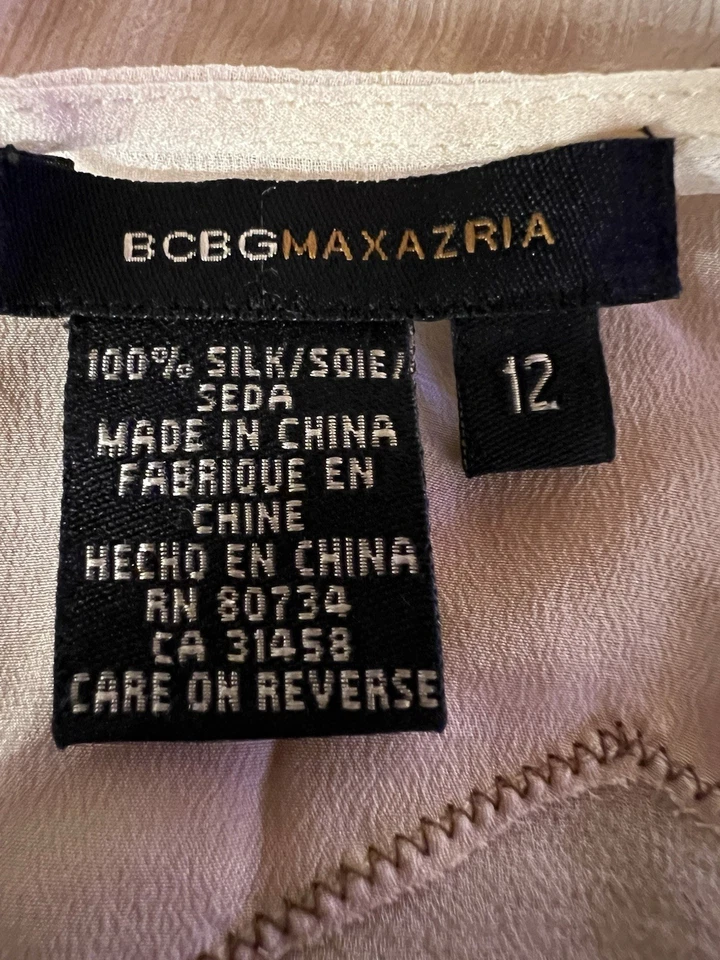 BCBGMAXAZRIA
100% SILK/SOIE/
SEDA
MADE IN CHINA
FABRIQUE EN
CHINE
HECHO EN CHINA
RN 80734
CA 31458
CARE ON REVERSE
12